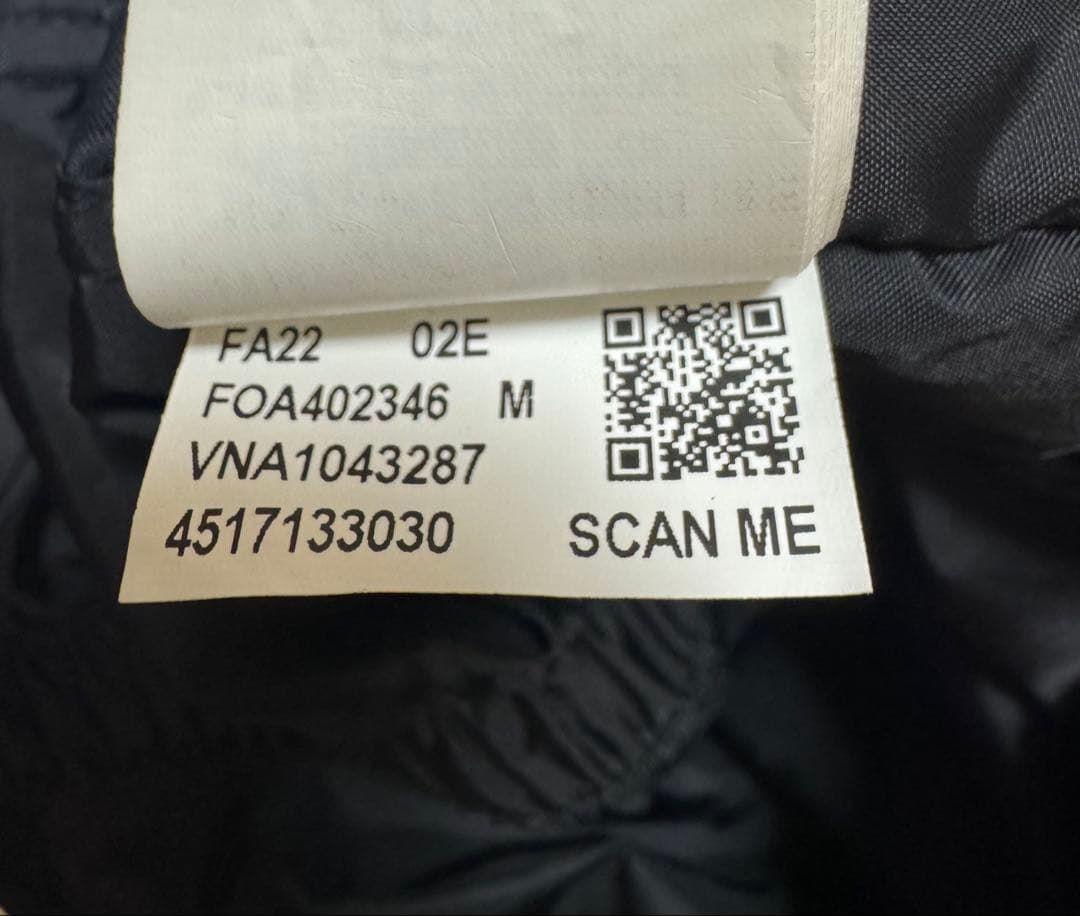 FA22 02E
FOA402346 M
VNA1043287
4517133030 SCAN ME